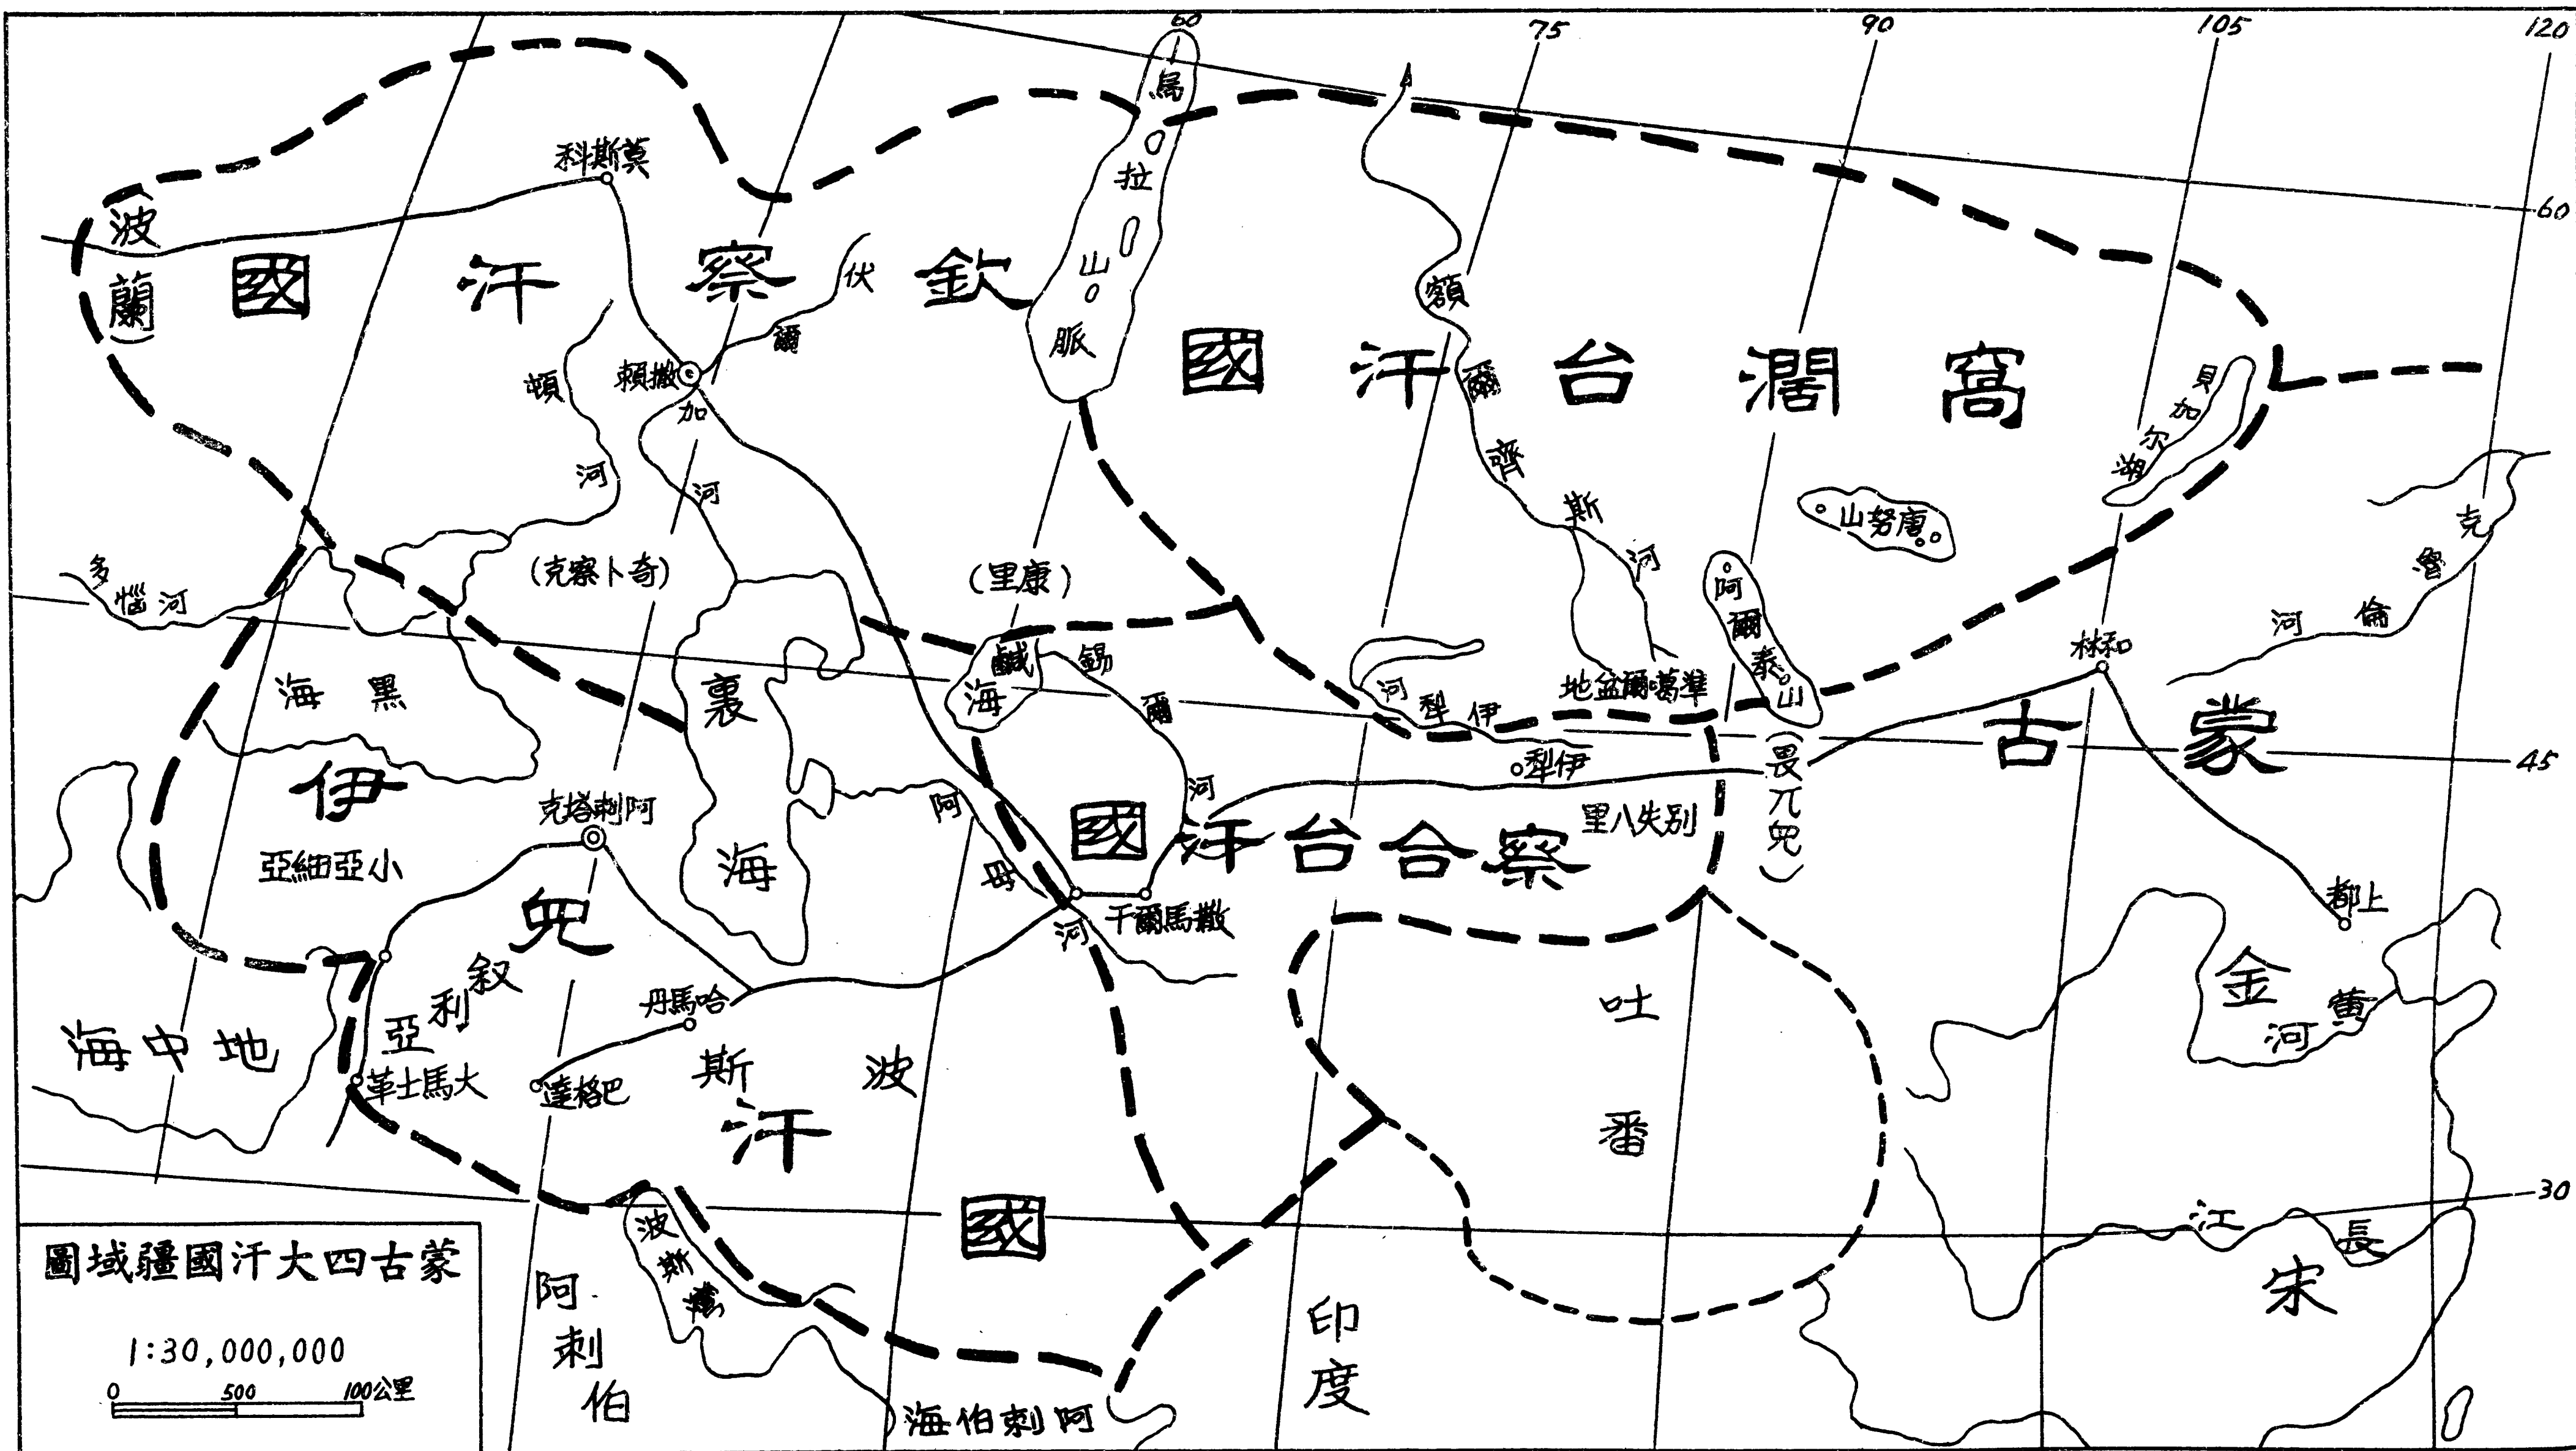 蒙古四大汗國疆域圖
1:30,000,000
0 500 100公里
60
75
90
105
120
60
45
30
欽察汗國
窩濶台汗國
察合台汗國
伊兒汗國
蒙古
金
宋
吐番
印度
阿剌伯
阿剌伯海
波斯灣
波斯
地中海
叙利亞
小亞細亞
黑海
裏海
鹹海
(波蘭)
莫斯科
撒賴
伏爾加河
頓河
多惱河
(奇卜察克)
(康里)
烏拉山脈
額爾齊斯河
唐努山
阿爾泰山
貝加尔湖
克魯倫河
和林
上都
黄河
長江
準噶爾盆地
伊犁河
伊犁
別失八里
(畏兀兒)
錫爾河
阿母河
撒馬爾干
阿剌塔克
哈馬丹
巴格達
大馬士革